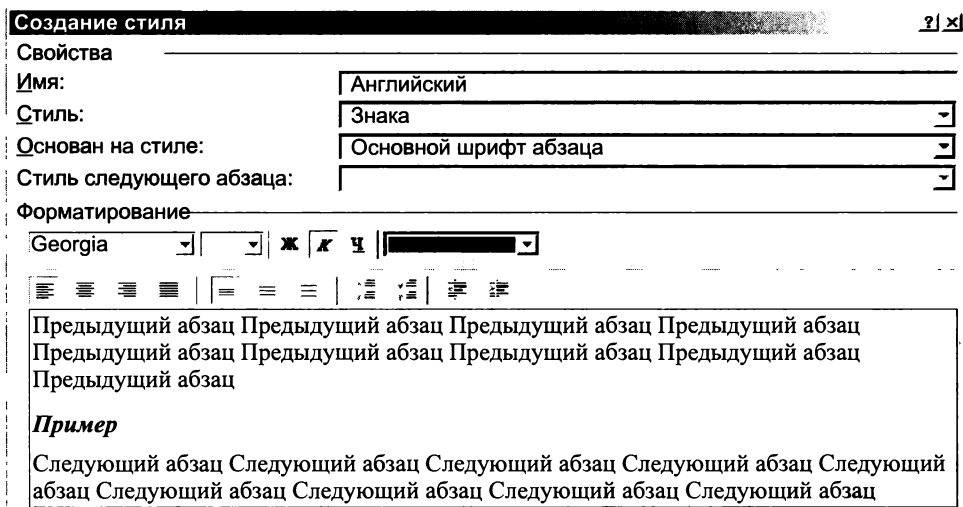 Создание стиля
Свойства
Имя: Английский
Стиль: Знака
Основан на стиле: Основной шрифт абзаца
Стиль следующего абзаца:
Форматирование
Georgia Ж К Ч
Предыдущий абзац Предыдущий абзац Предыдущий абзац Предыдущий абзац
Предыдущий абзац Предыдущий абзац Предыдущий абзац Предыдущий абзац
Предыдущий абзац
Пример
Следующий абзац Следующий абзац Следующий абзац Следующий абзац Следующий
абзац Следующий абзац Следующий абзац Следующий абзац Следующий абзац